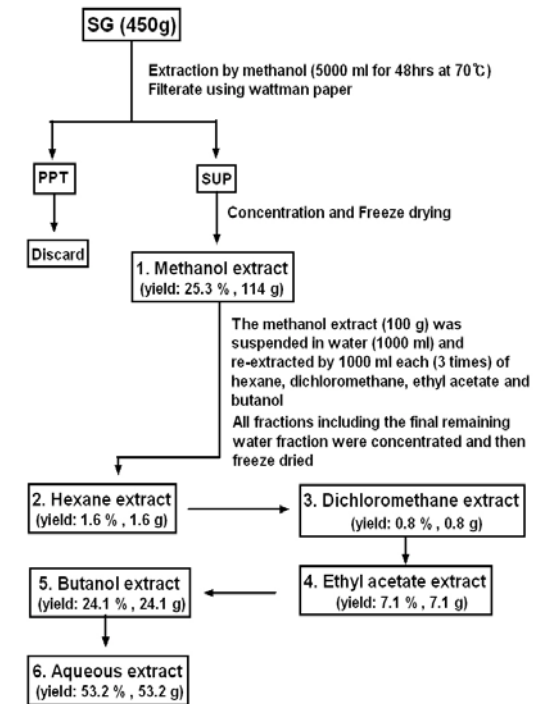 SG (450g)
Extraction by methanol (5000 ml for 48hrs at 70℃)
Filterate using wattman paper
PPT
SUP
Concentration and Freeze drying
Discard
1. Methanol extract
(yield: 25.3 % , 114 g)
The methanol extract (100 g) was
suspended in water (1000 ml) and
re-extracted by 1000 ml each (3 times) of
hexane, dichloromethane, ethyl acetate and
butanol
All fractions including the final remaining
water fraction were concentrated and then
freeze dried
2. Hexane extract
(yield: 1.6 % , 1.6 g)
3. Dichloromethane extract
(yield: 0.8 % , 0.8 g)
4. Ethyl acetate extract
(yield: 7.1 % , 7.1 g)
5. Butanol extract
(yield: 24.1 % , 24.1 g)
6. Aqueous extract
(yield: 53.2 % , 53.2 g)